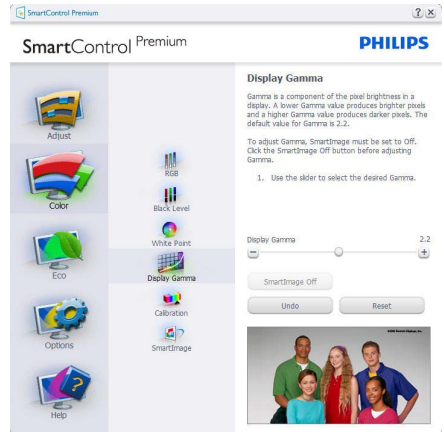 SmartControl Premium
? X
SmartControl Premium
PHILIPS
Adjust
Color
Eco
Options
Help
RGB
Black Level
White Point
Display Gamma
Calibration
SmartImage
Display Gamma
Gamma is a component of the pixel brightness in a
display. A lower Gamma value produces brighter pixels
and a higher Gamma value produces darker pixels. The
default value for Gamma is 2.2.
To adjust Gamma, SmartImage must be set to Off.
Click the SmartImage Off button before adjusting
Gamma.
1. Use the slider to select the desired Gamma.
Display Gamma 2.2
SmartImage Off
Undo Reset